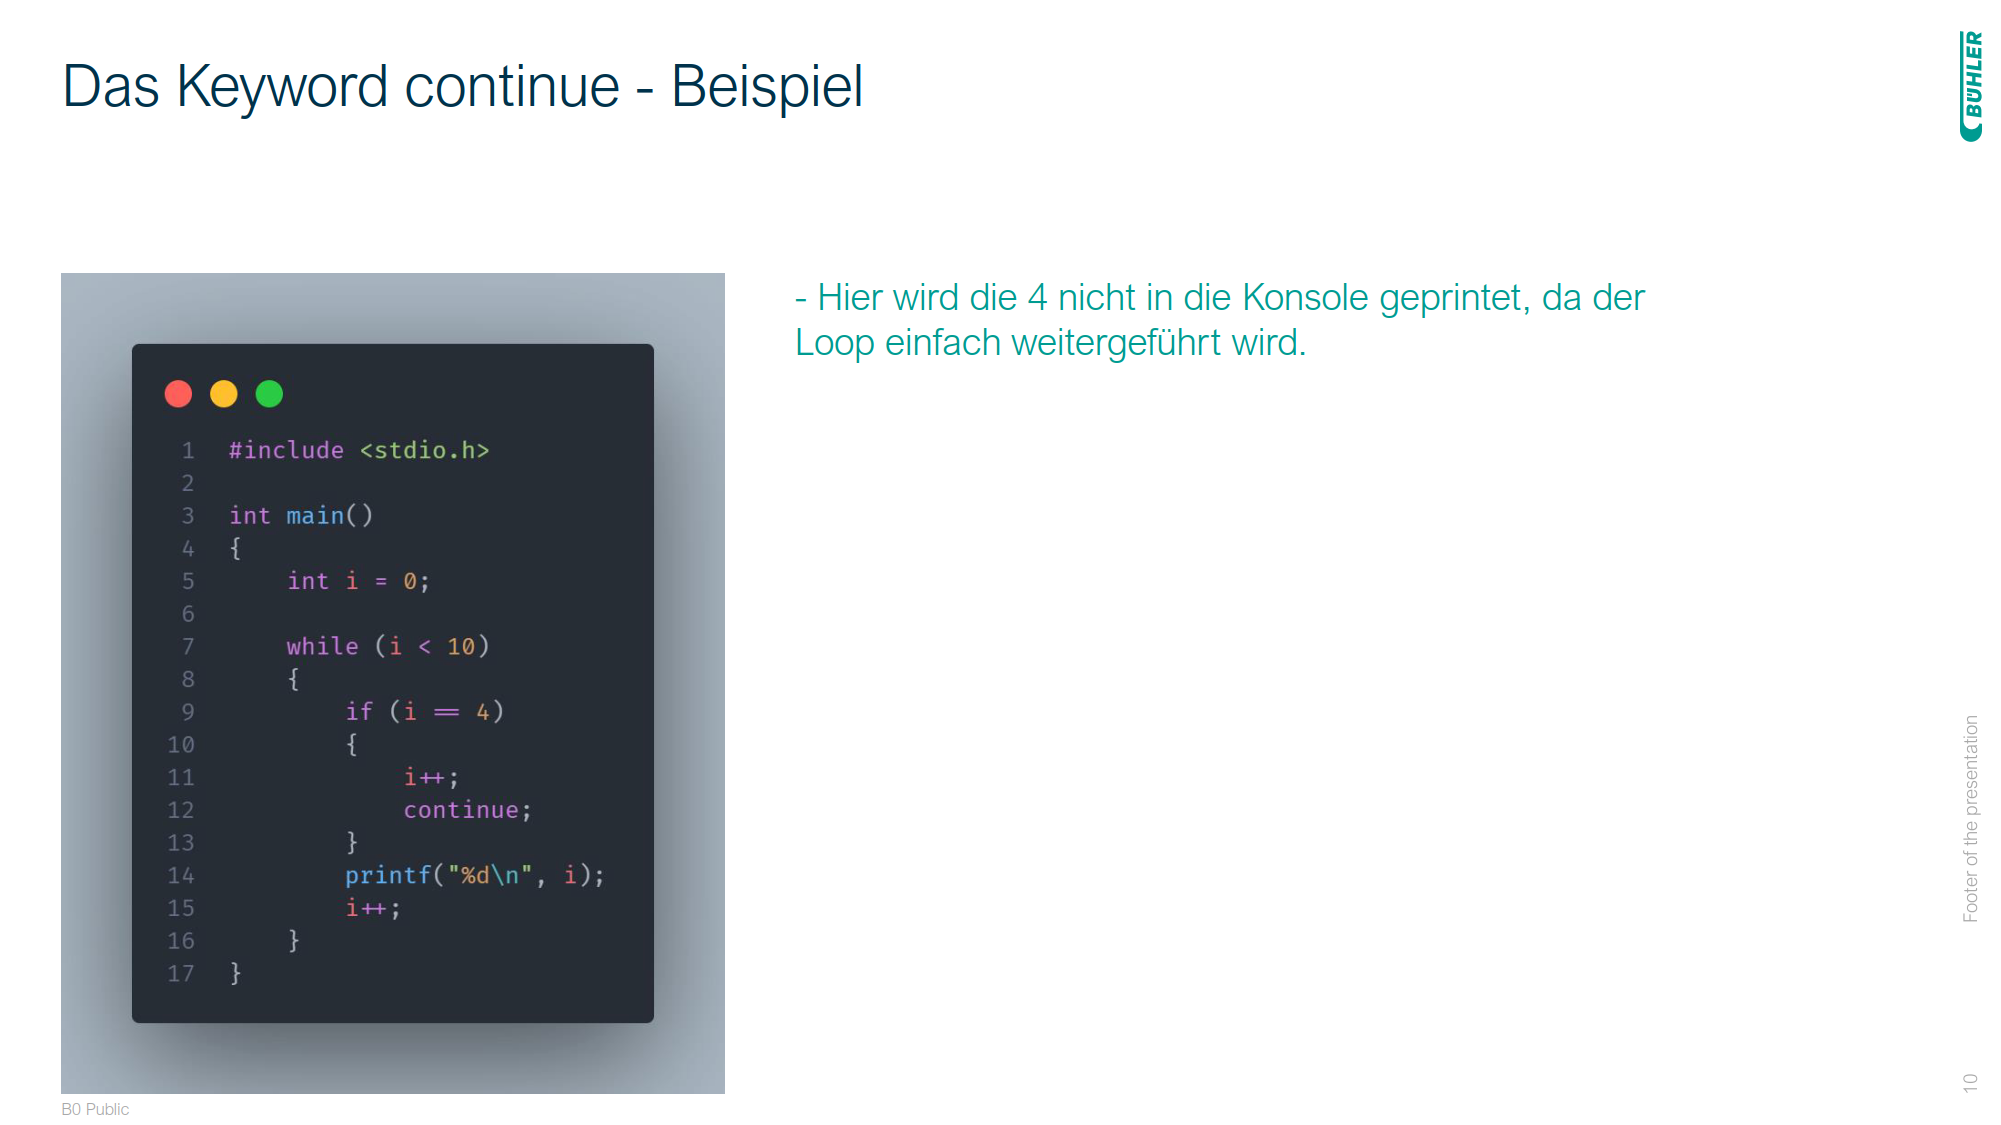 Das Keyword continue - Beispiel
BÜHLER
1 #include <stdio.h>
2
3 int main()
4 {
5     int i = 0;
6
7     while (i < 10)
8     {
9         if (i == 4)
10         {
11             i++;
12             continue;
13         }
14         printf("%d\n", i);
15         i++;
16     }
17 }
- Hier wird die 4 nicht in die Konsole geprintet, da der
Loop einfach weitergeführt wird.
Footer of the presentation
10
B0 Public